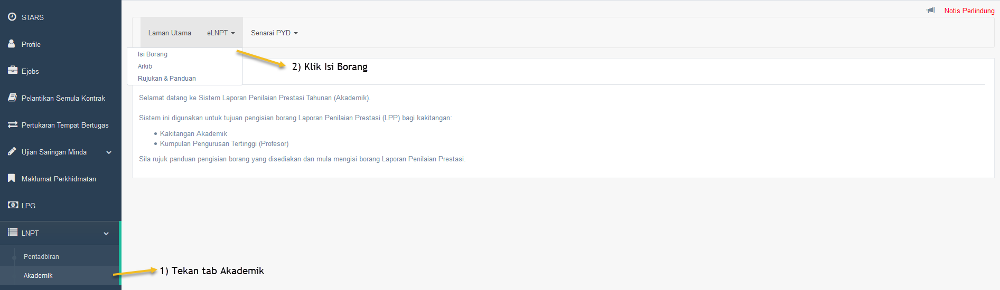 STARS
Profile
Ejobs
Pelantikan Semula Kontrak
Pertukaran Tempat Bertugas
Ujian Saringan Minda
Maklumat Perkhidmatan
LPG
LNPT
Pentadbiran
Akademik
Notis Perlindung
Laman Utama eLNPT Senarai PYD
Isi Borang
Arkib
Rujukan & Panduan
2) Klik Isi Borang
Selamat datang ke Sistem Laporan Penilaian Prestasi Tahunan (Akademik).
Sistem ini digunakan untuk tujuan pengisian borang Laporan Penilaian Prestasi (LPP) bagi kakitangan:
• Kakitangan Akademik
• Kumpulan Pengurusan Tertinggi (Profesor)
Sila rujuk panduan pengisian borang yang disediakan dan mula mengisi borang Laporan Penilaian Prestasi.
1) Tekan tab Akademik